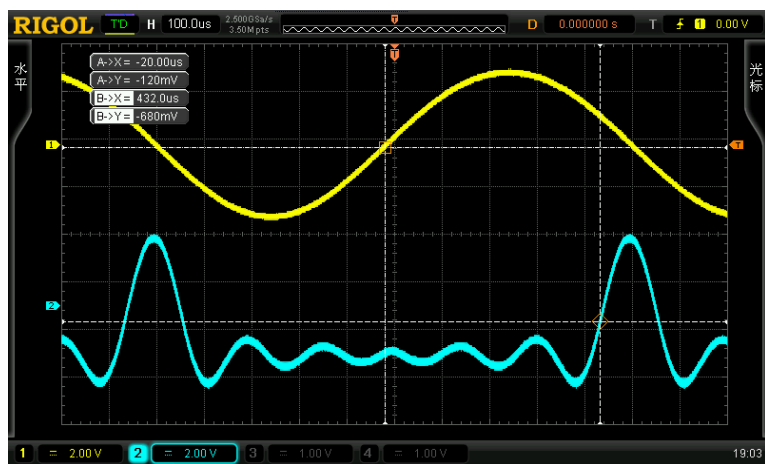 RIGOL T'D H 100.0us 2.500GSa/s 3.50Mpts D 0.000000 s T 1 0.00 V
水平
光标
A->X= -20.00us
A->Y= -120mV
B->X= 432.0us
B->Y= -680mV
T
1
T
2
1 = 2.00 V 2 = 2.00 V 3 = 1.00 V 4 = 1.00 V 19:03